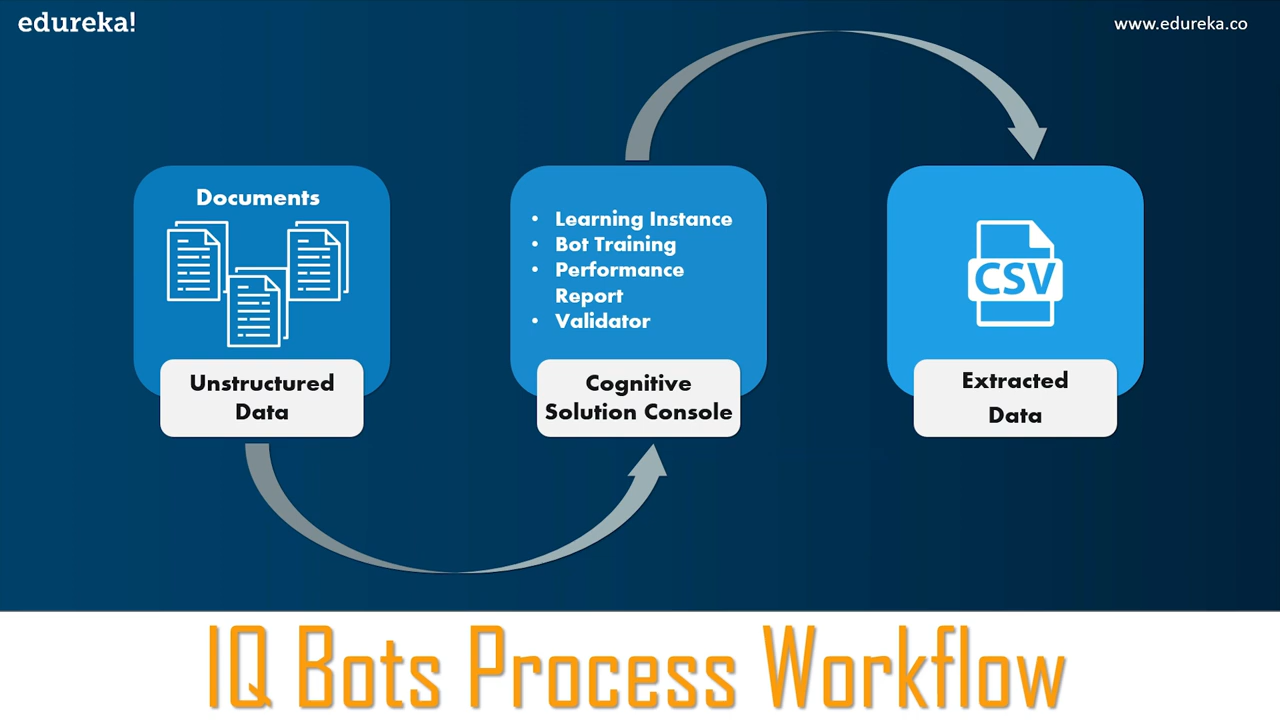 edureka!
www.edureka.co
Documents
Unstructured
Data
• Learning Instance
• Bot Training
• Performance
Report
• Validator
Cognitive
Solution Console
CSV
Extracted
Data
IQ Bots Process Workflow